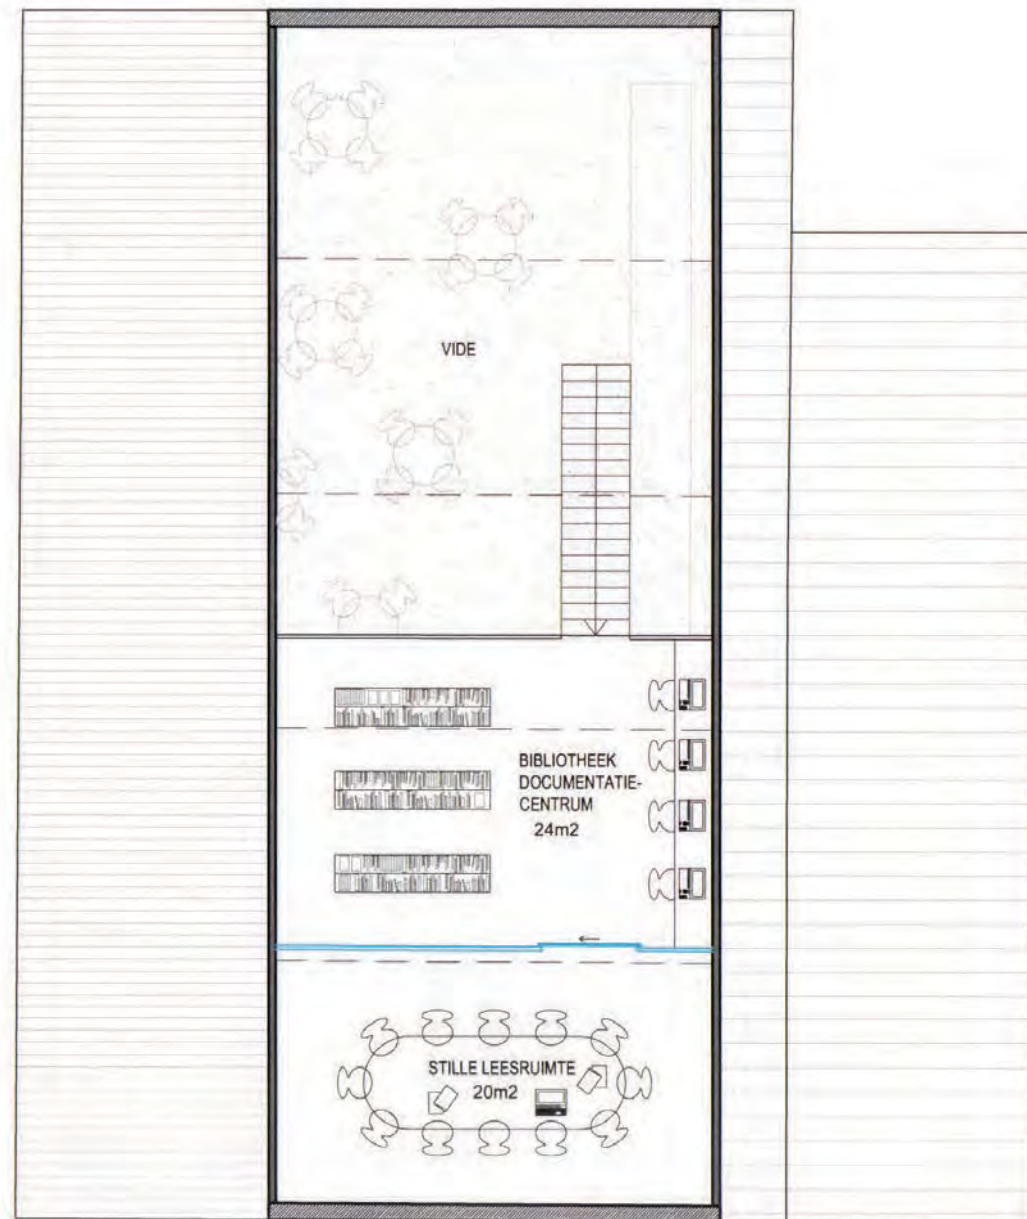 VIDE
BIBLIOTHEEK
DOCUMENTATIE-
CENTRUM
24m2
STILLE LEESRUIMTE
20m2